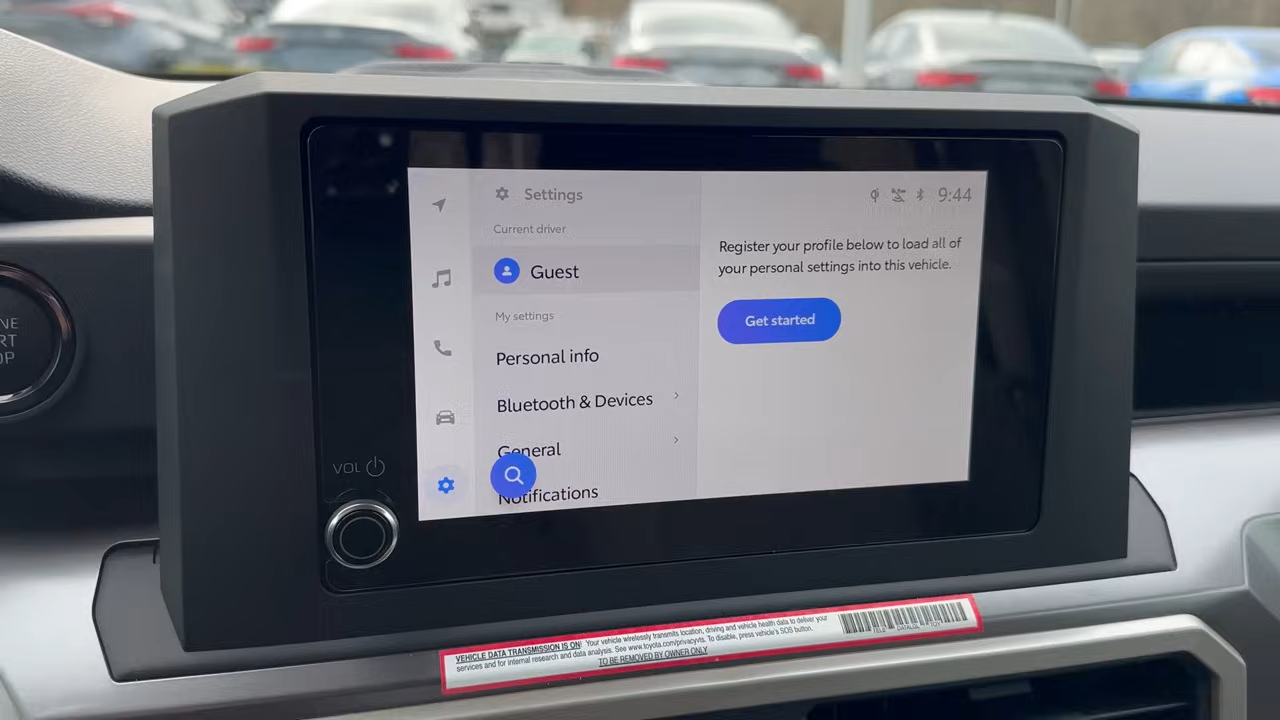 Settings
9:44
Current driver
Guest
My settings
Personal info
Bluetooth & Devices
General
Notifications
Register your profile below to load all of
your personal settings into this vehicle.
Get started
VOL
NE
RT
OP
VEHICLE DATA TRANSMISSION IS ON! Your vehicle wirelessly transmits location, driving and vehicle health data to deliver your
services and for internal research and data analysis. See www.toyota.com/privacyvts. To disable, press vehicle's SOS button.
TO BE REMOVED BY OWNER ONLY